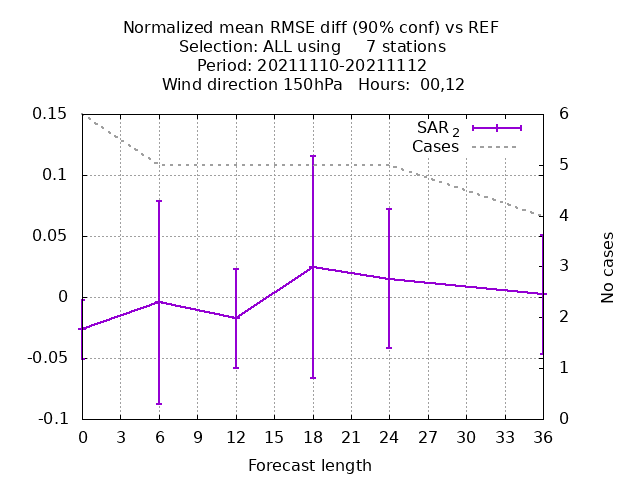 Normalized mean RMSE diff (90% conf) vs REF
Selection: ALL using     7 stations
Period: 20211110-20211112
Wind direction 150hPa   Hours:  00,12
0.15
0.1
0.05
0
-0.05
-0.1
6
5
4
3
2
1
0
SAR 2
Cases
No cases
0 3 6 9 12 15 18 21 24 27 30 33 36
Forecast length